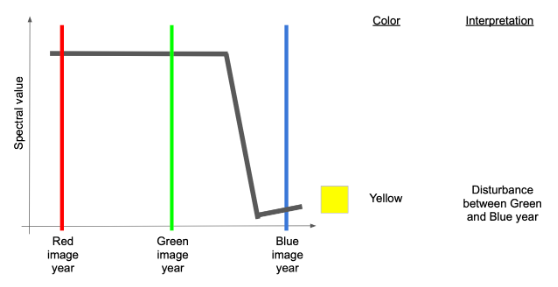 Color
Interpretation
Spectral value
Yellow
Disturbance
between Green
and Blue year
Red
image
year
Green
image
year
Blue
image
year